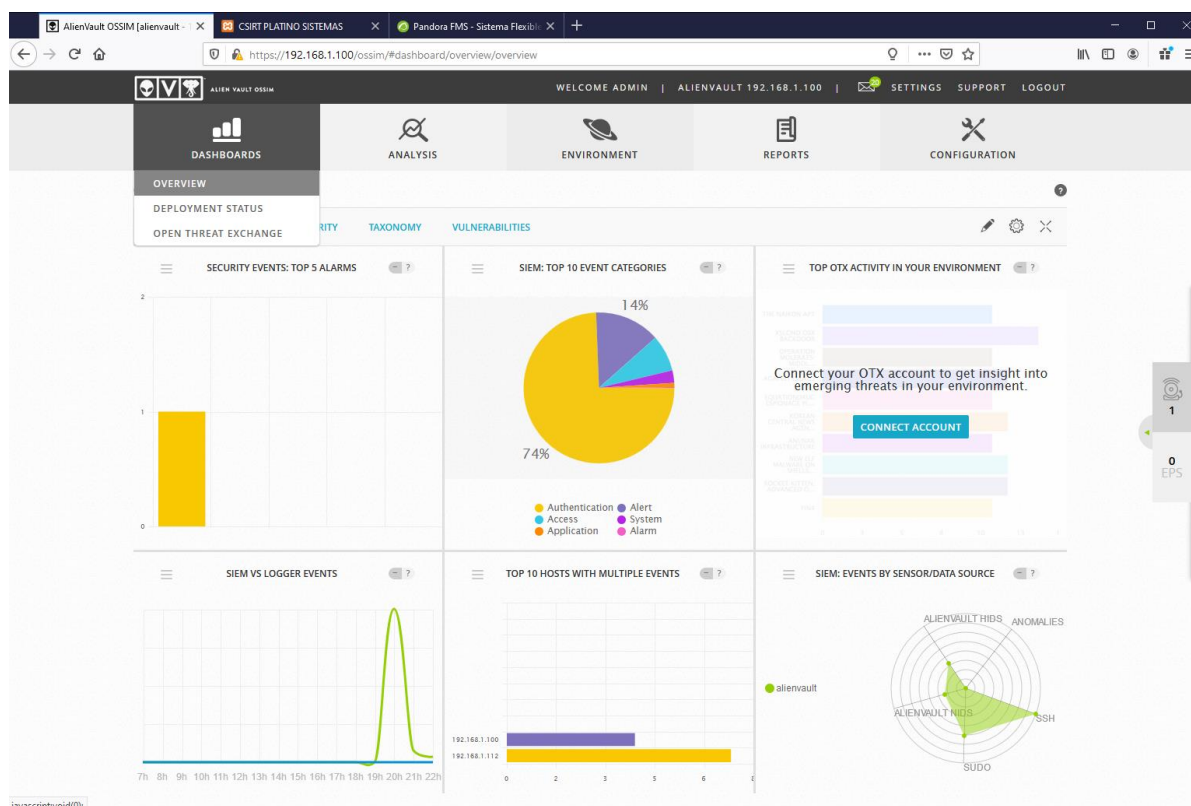 AlienVault OSSIM [alienvault -
CSIRT PLATINO SISTEMAS
Pandora FMS - Sistema Flexible
https://192.168.1.100/ossim/#dashboard/overview/overview
ALIEN VAULT OSSIM
WELCOME ADMIN | ALIENVAULT 192.168.1.100 | 20 SETTINGS SUPPORT LOGOUT
DASHBOARDS
ANALYSIS
ENVIRONMENT
REPORTS
CONFIGURATION
OVERVIEW
DEPLOYMENT STATUS
OPEN THREAT EXCHANGE
RITY
TAXONOMY
VULNERABILITIES
SECURITY EVENTS: TOP 5 ALARMS
?
2
1
0
SIEM: TOP 10 EVENT CATEGORIES
?
14%
74%
Authentication
Alert
Access
System
Application
Alarm
TOP OTX ACTIVITY IN YOUR ENVIRONMENT
?
Connect your OTX account to get insight into
emerging threats in your environment.
CONNECT ACCOUNT
1
0
EPS
SIEM VS LOGGER EVENTS
?
7h 8h 9h 10h 11h 12h 13h 14h 15h 16h 17h 18h 19h 20h 21h 22h
TOP 10 HOSTS WITH MULTIPLE EVENTS
?
192.168.1.100
192.168.1.112
0 2 3 5 6
SIEM: EVENTS BY SENSOR/DATA SOURCE
?
alienvault
ALIENVAULT HIDS
ANOMALIES
ALIENVAULT NIDS
SSH
SUDO
javascript:void(0);